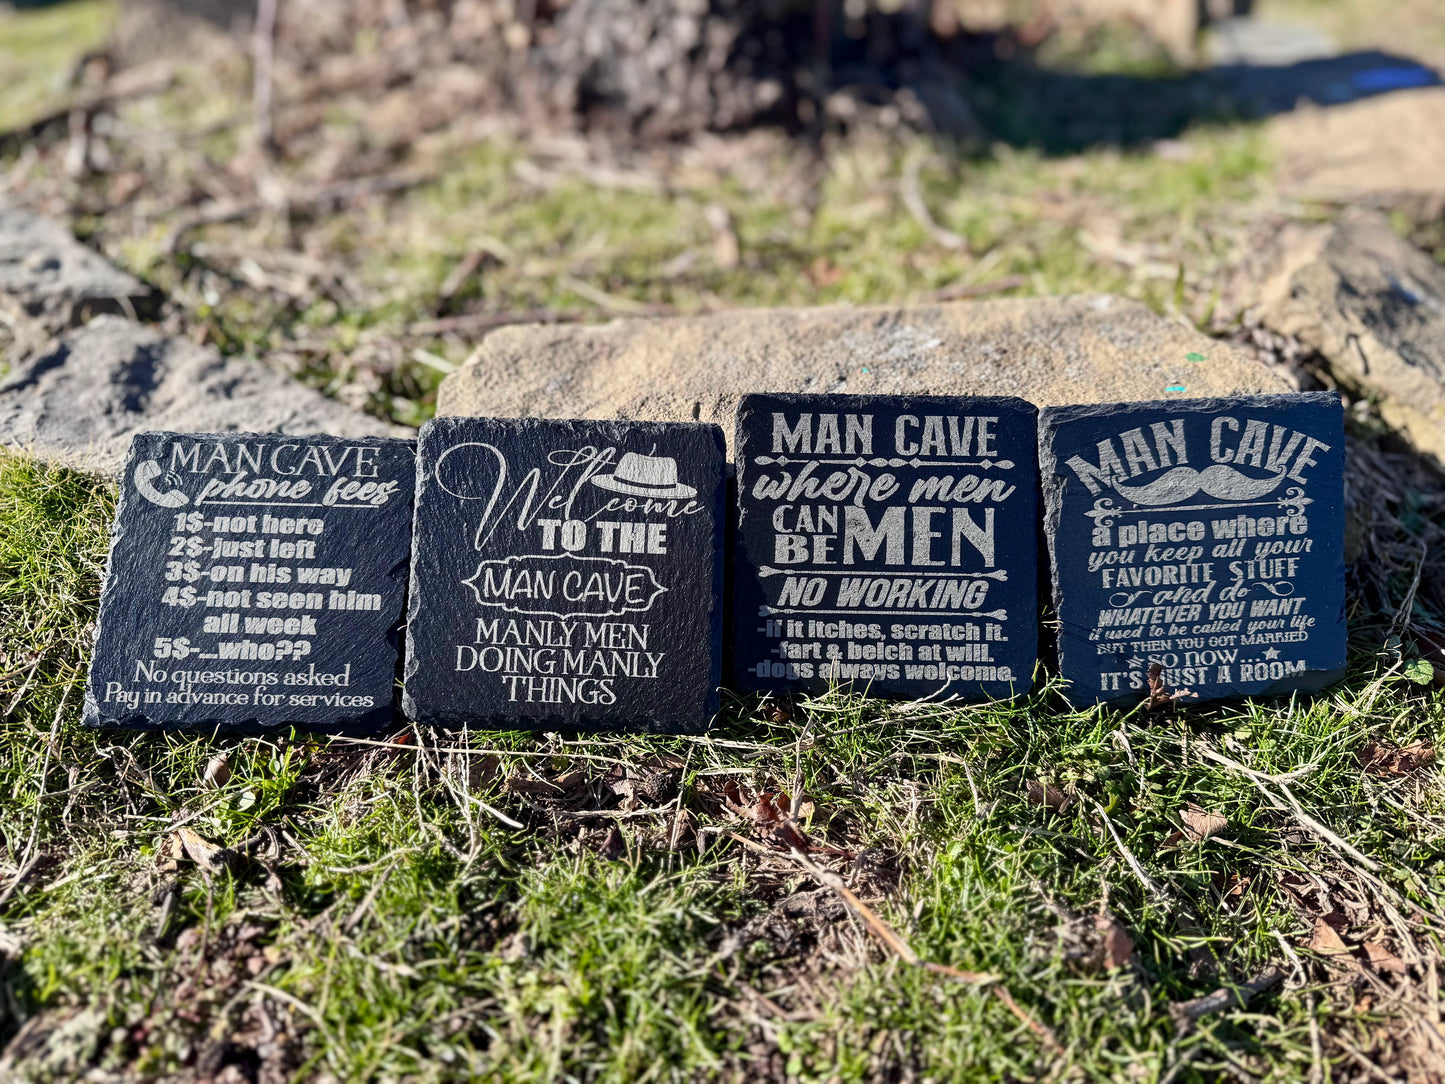 MAN CAVE
phone fees
1$-not here
2$-just left
3$-on his way
4$-not seen him
all week
5$-...who??
No questions asked
Pay in advance for services
Welcome
TO THE
MAN CAVE
MANLY MEN
DOING MANLY
THINGS
MAN CAVE
where men
CAN
BE MEN
NO WORKING
-if it itches, scratch it.
-fart & belch at will.
-dogs always welcome.
MAN CAVE
a place where
you keep all your
FAVORITE STUFF
and do
WHATEVER YOU WANT
it used to be called your life
BUT THEN YOU GOT MARRIED
SO NOW...
IT'S JUST A ROOM